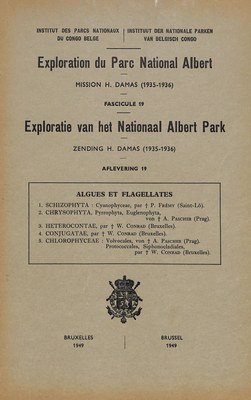 INSTITUT DES PARCS NATIONAUX
DU CONGO BELGE
INSTITUUT DER NATIONALE PARKEN
VAN BELGISCH CONGO
Exploration du Parc National Albert
MISSION H. DAMAS (1935-1936)
FASCICULE 19
Exploratie van het Nationaal Albert Park
ZENDING H. DAMAS (1935-1936)
AFLEVERING 19
ALGUES ET FLAGELLATES
1. SCHIZOPHYTA : Cyanophyceae, par † P. Frémy (Saint-Lô).
2. CHRYSOPHYTA, Pyrrophyta, Euglenophyta,
von † A. Pascher (Prag).
3. HETEROCONTAE, par † W. Conrad (Bruxelles).
4. CONJUGATAE, par † W. Conrad (Bruxelles).
5. CHLOROPHYCEAE : Volvocales, von † A. Pascher (Prag).
Protococcales, Siphonocladiales,
par † W. Conrad (Bruxelles).
BRUXELLES
1949
BRUSSEL
1949